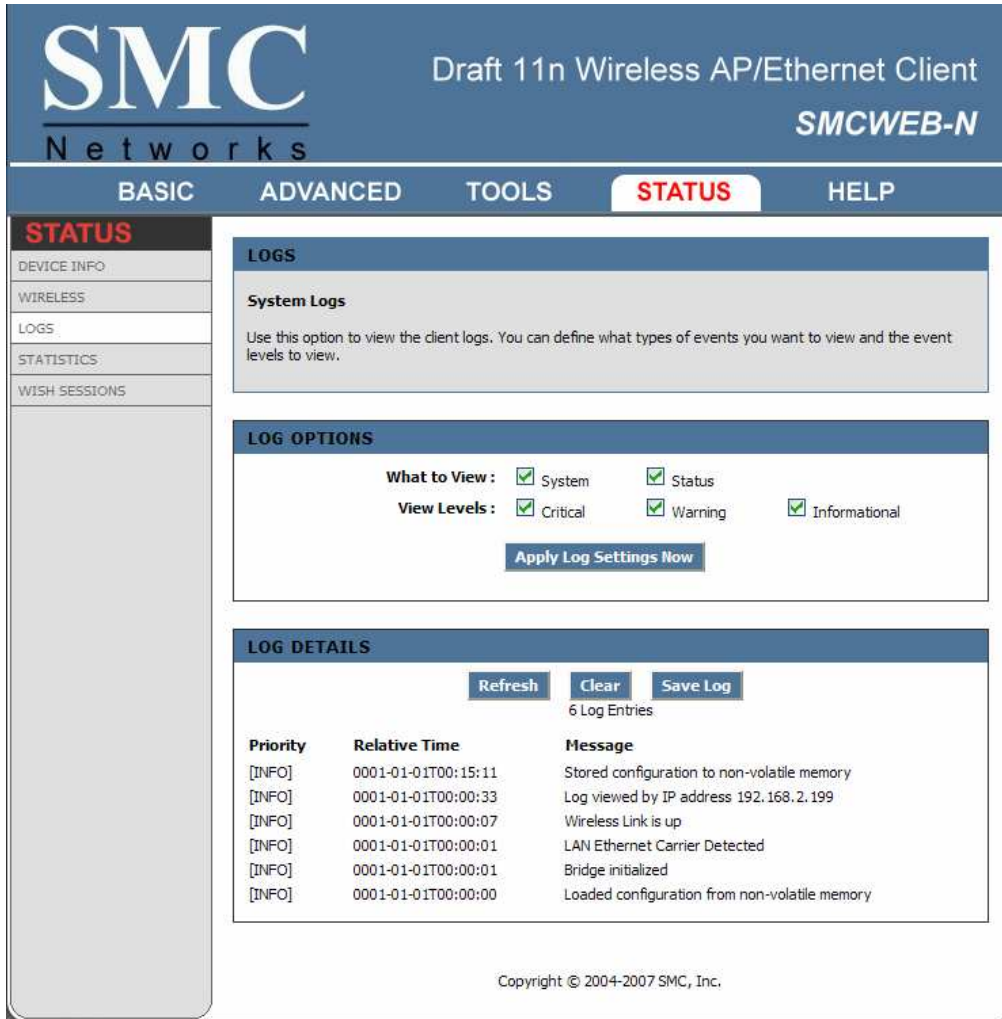 SMC
Networks
Draft 11n Wireless AP/Ethernet Client
SMCWEB-N
BASIC ADVANCED TOOLS STATUS HELP
STATUS
DEVICE INFO
WIRELESS
LOGS
STATISTICS
WISH SESSIONS
LOGS
System Logs
Use this option to view the client logs. You can define what types of events you want to view and the event
levels to view.
LOG OPTIONS
What to View : System Status
View Levels : Critical Warning Informational
Apply Log Settings Now
LOG DETAILS
Refresh Clear Save Log
6 Log Entries
Priority Relative Time Message
[INFO] 0001-01-01T00:15:11 Stored configuration to non-volatile memory
[INFO] 0001-01-01T00:00:33 Log viewed by IP address 192.168.2.199
[INFO] 0001-01-01T00:00:07 Wireless Link is up
[INFO] 0001-01-01T00:00:01 LAN Ethernet Carrier Detected
[INFO] 0001-01-01T00:00:01 Bridge initialized
[INFO] 0001-01-01T00:00:00 Loaded configuration from non-volatile memory
Copyright © 2004-2007 SMC, Inc.